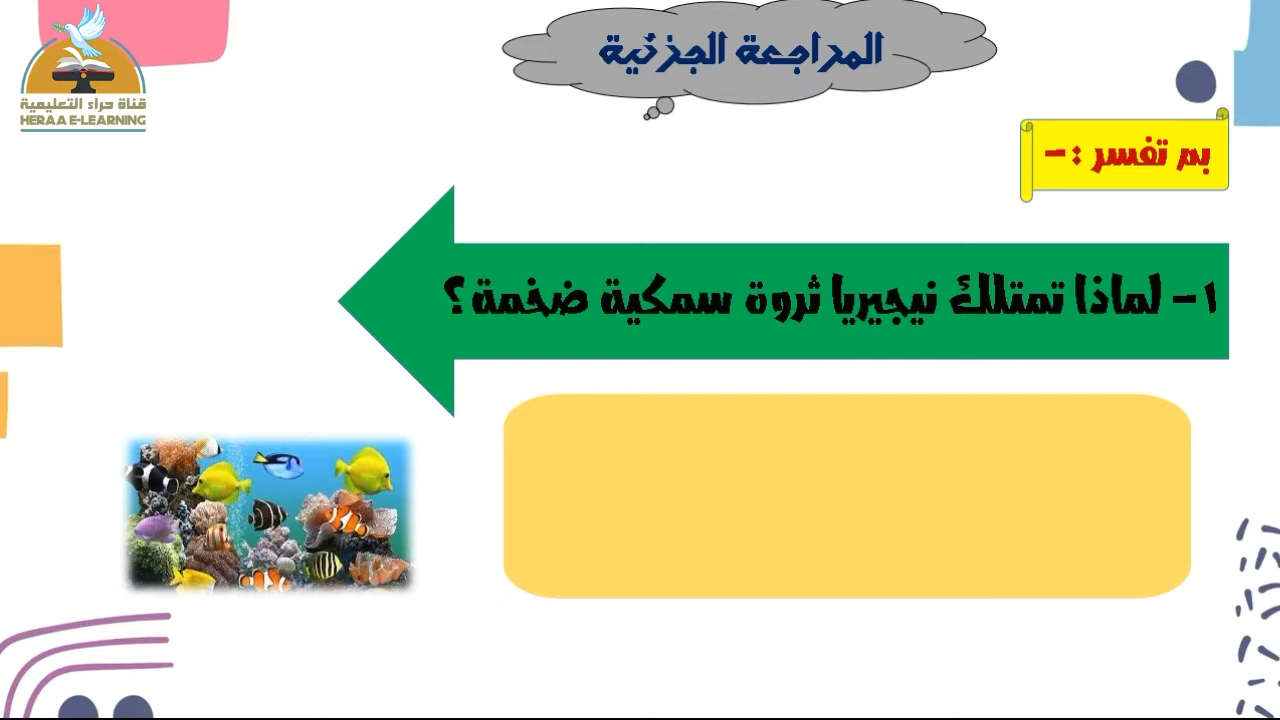 المراجعة الجزئية
قناة حراء التعليمية
HERAA E-LEARNING
بم تفسر : -
١ - لماذا تمتلك نيجيريا ثروة سمكية ضخمة ؟